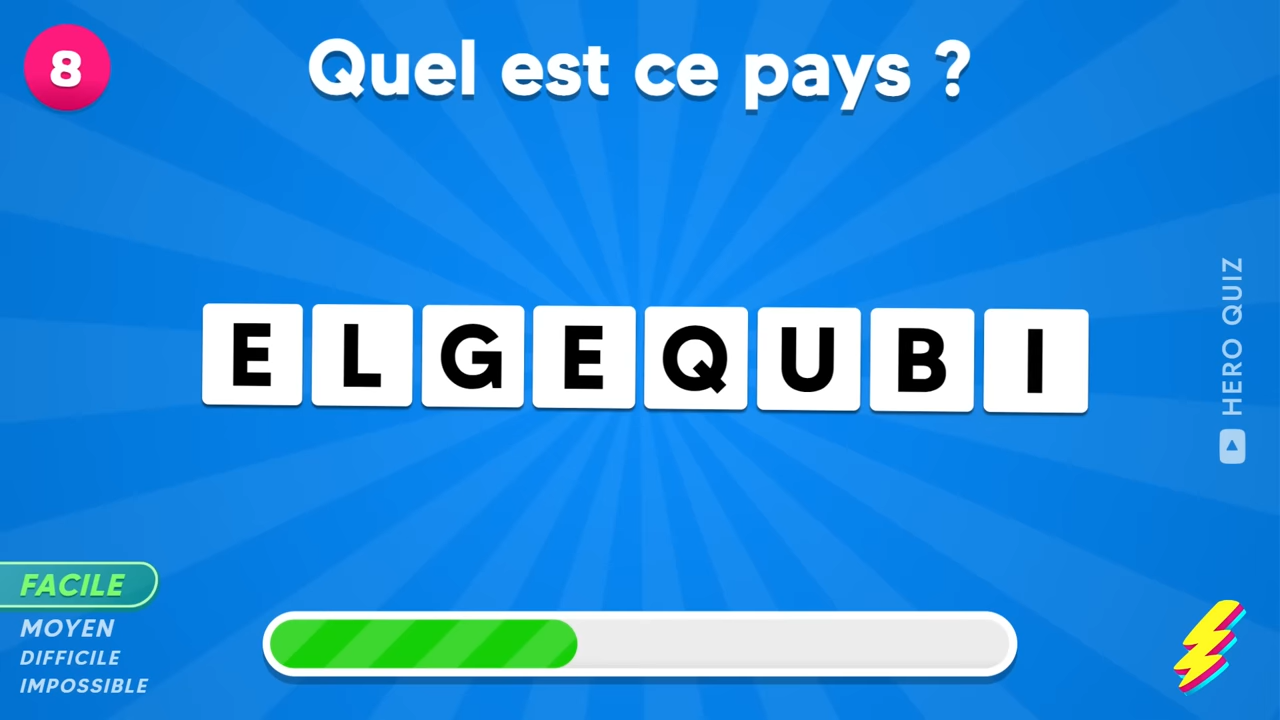 8
Quel est ce pays ?
E L G E Q U B I
HERO QUIZ
FACILE
MOYEN
DIFFICILE
IMPOSSIBLE